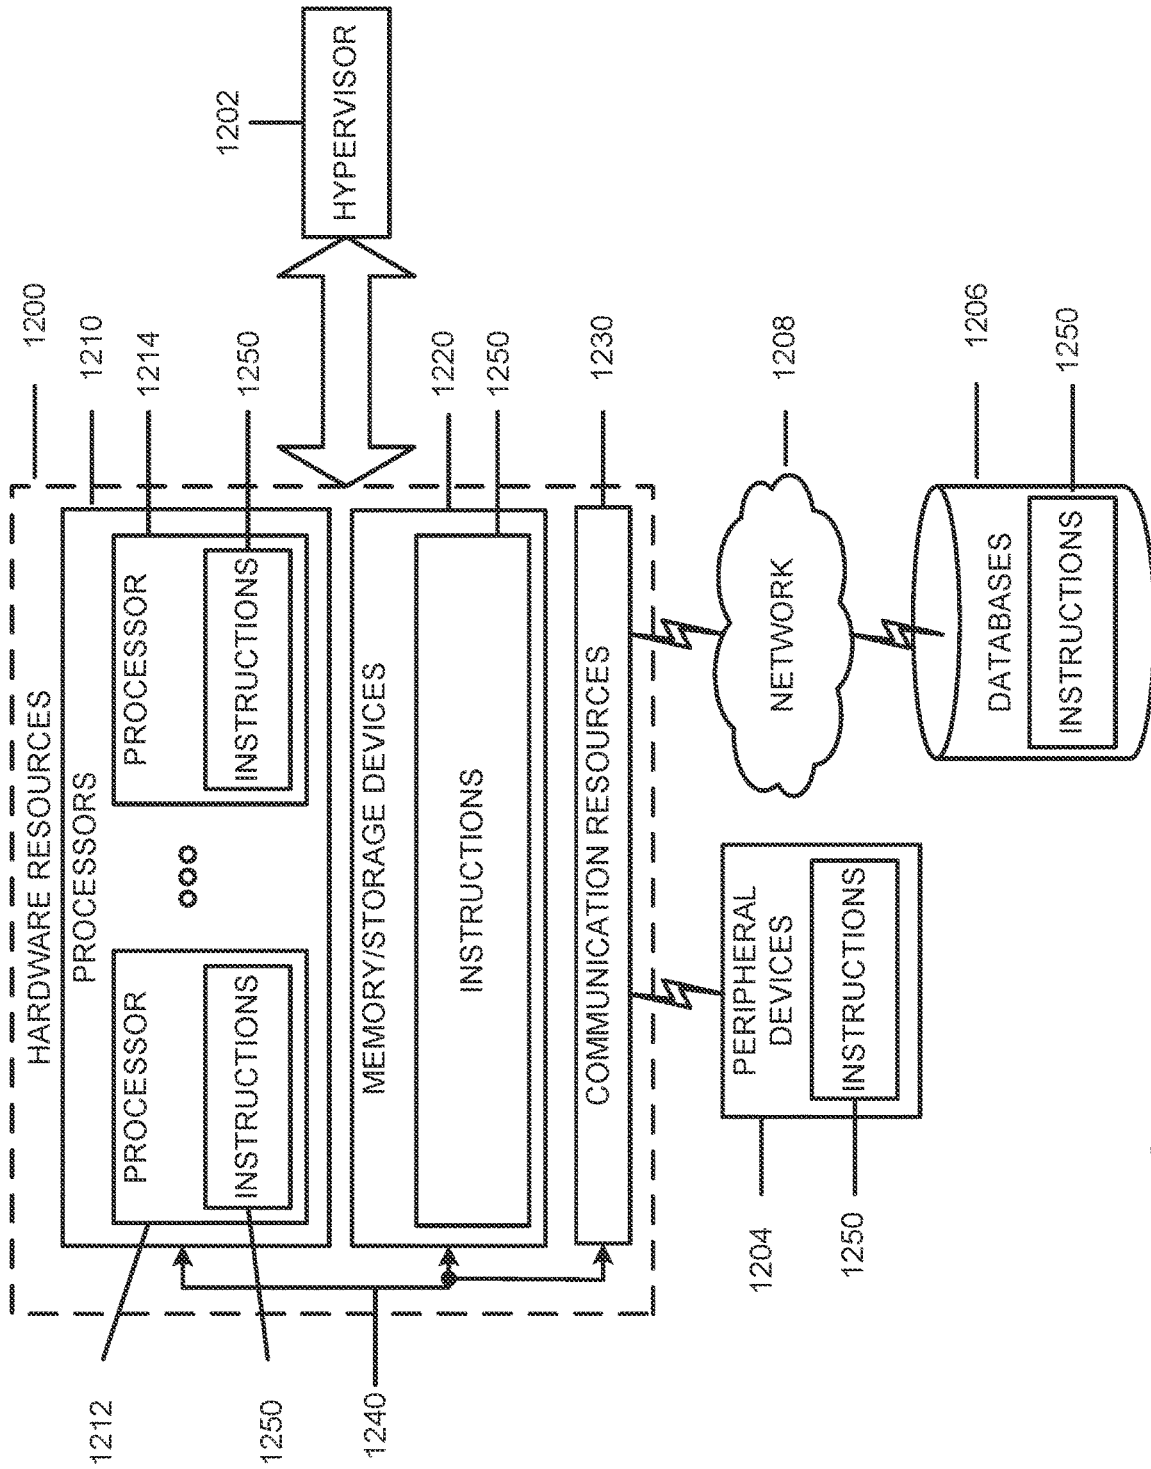 1200
HARDWARE RESOURCES
1210
PROCESSORS
1212
PROCESSOR
1250
INSTRUCTIONS
1214
PROCESSOR
1250
INSTRUCTIONS
1202
HYPERVISOR
1220
MEMORY/STORAGE DEVICES
1250
INSTRUCTIONS
1240
1230
COMMUNICATION RESOURCES
1204
PERIPHERAL
DEVICES
1250
INSTRUCTIONS
1208
NETWORK
1206
DATABASES
1250
INSTRUCTIONS